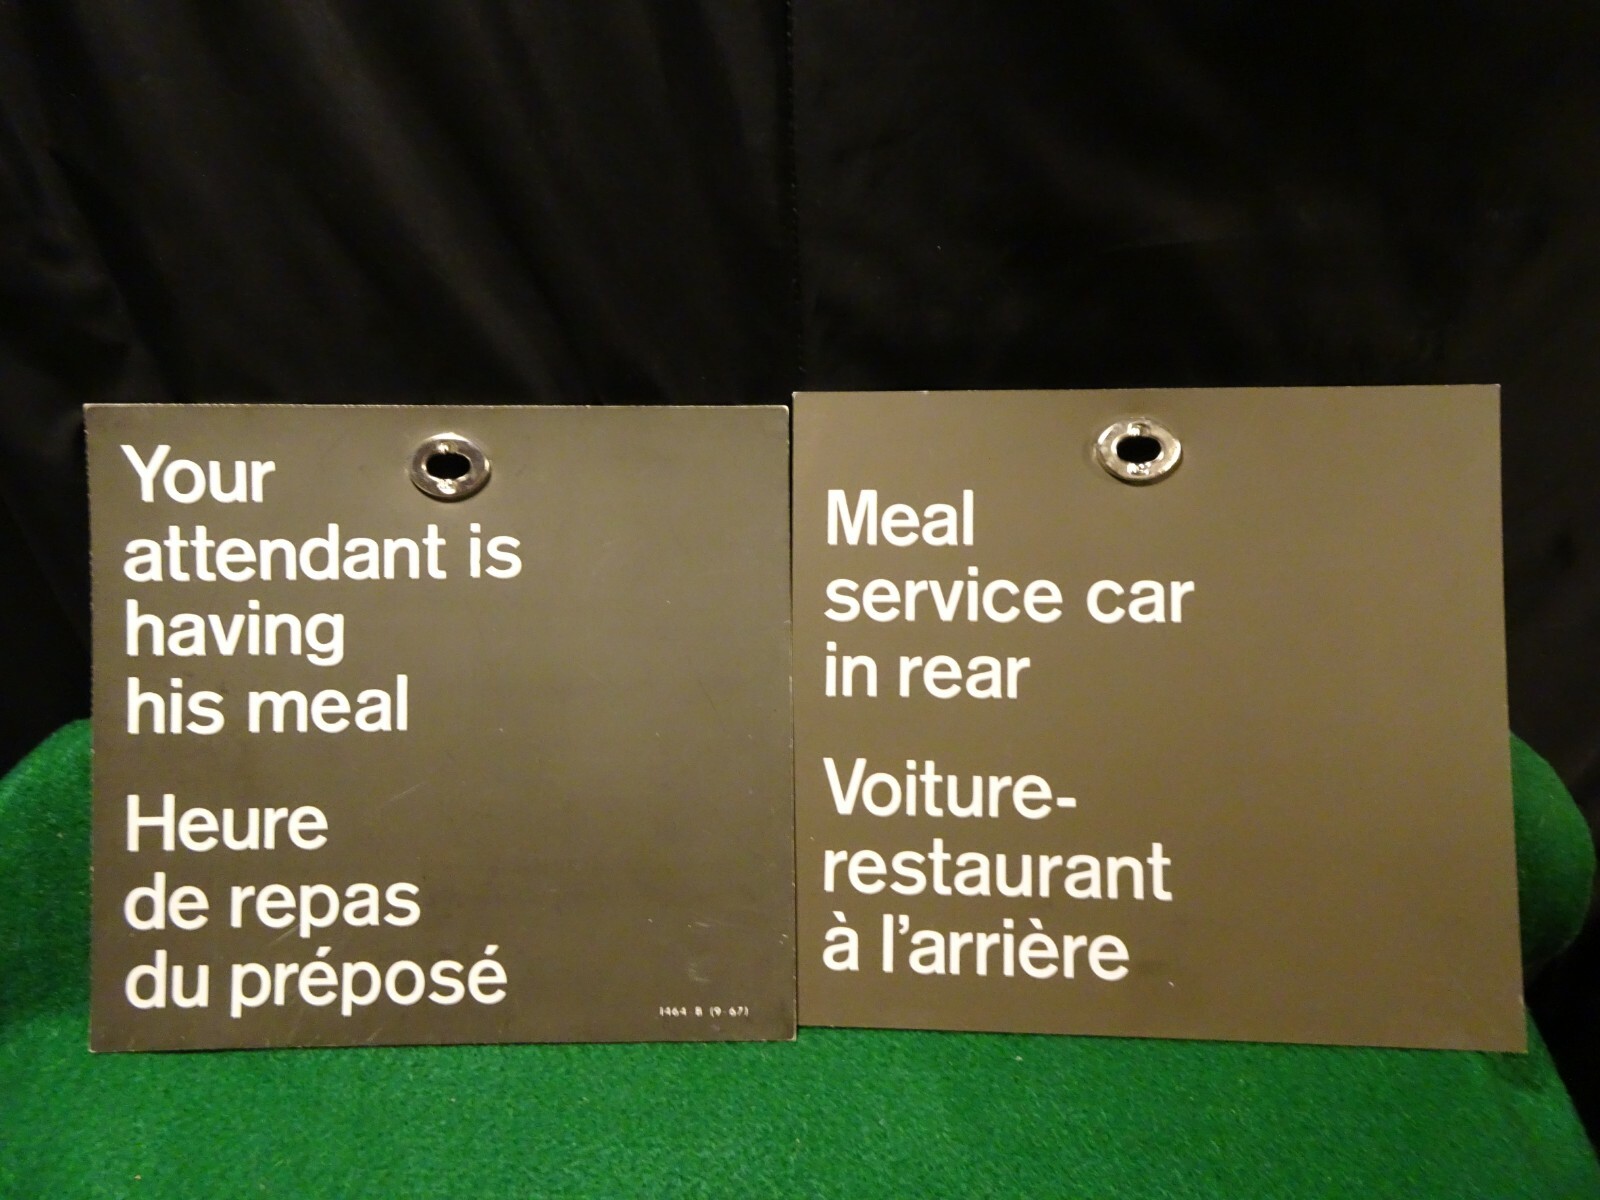 Your
attendant is
having
his meal
Heure
de repas
du préposé
1464 B (9-67)
Meal
service car
in rear
Voiture-
restaurant
à l'arrière